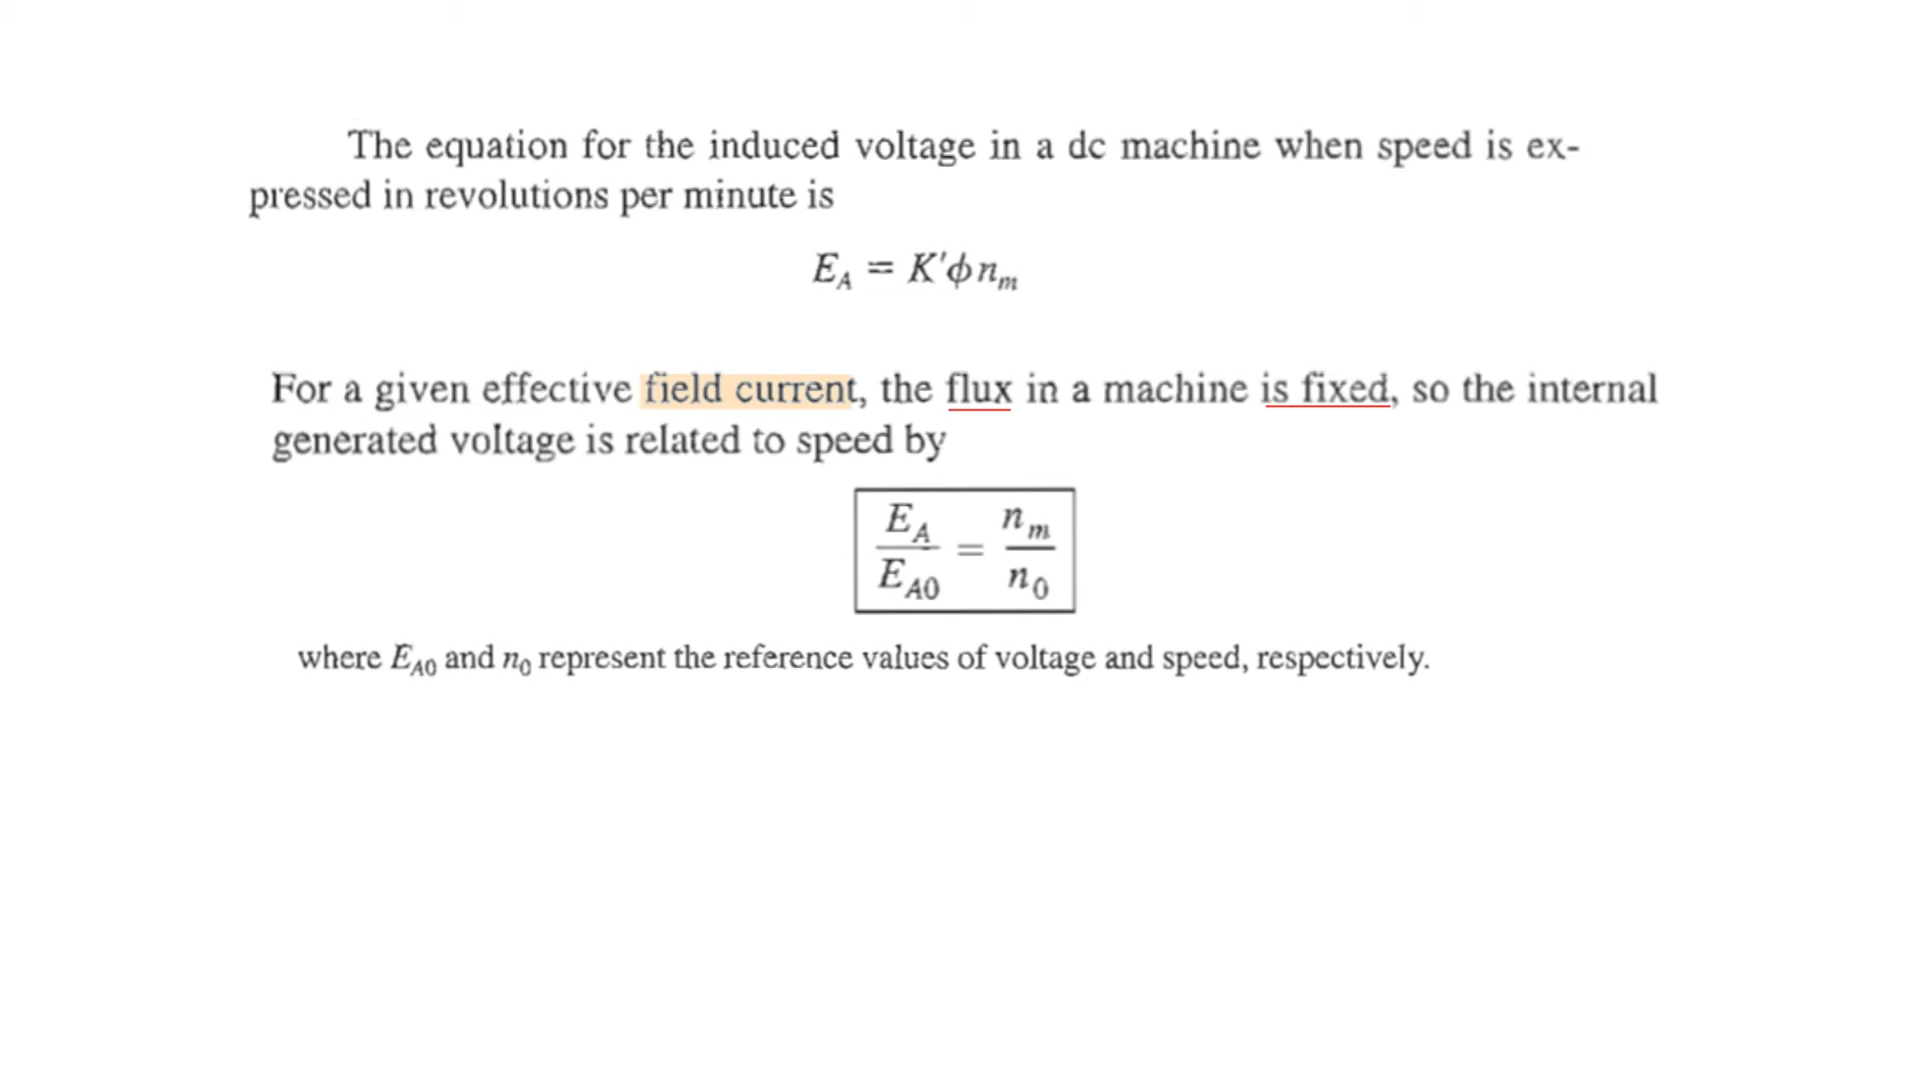 The equation for the induced voltage in a dc machine when speed is ex-
pressed in revolutions per minute is
E_A = K'ϕn_m
For a given effective field current, the flux in a machine is fixed, so the internal
generated voltage is related to speed by
E_A / E_A0 = n_m / n_0
where E_A0 and n_0 represent the reference values of voltage and speed, respectively.